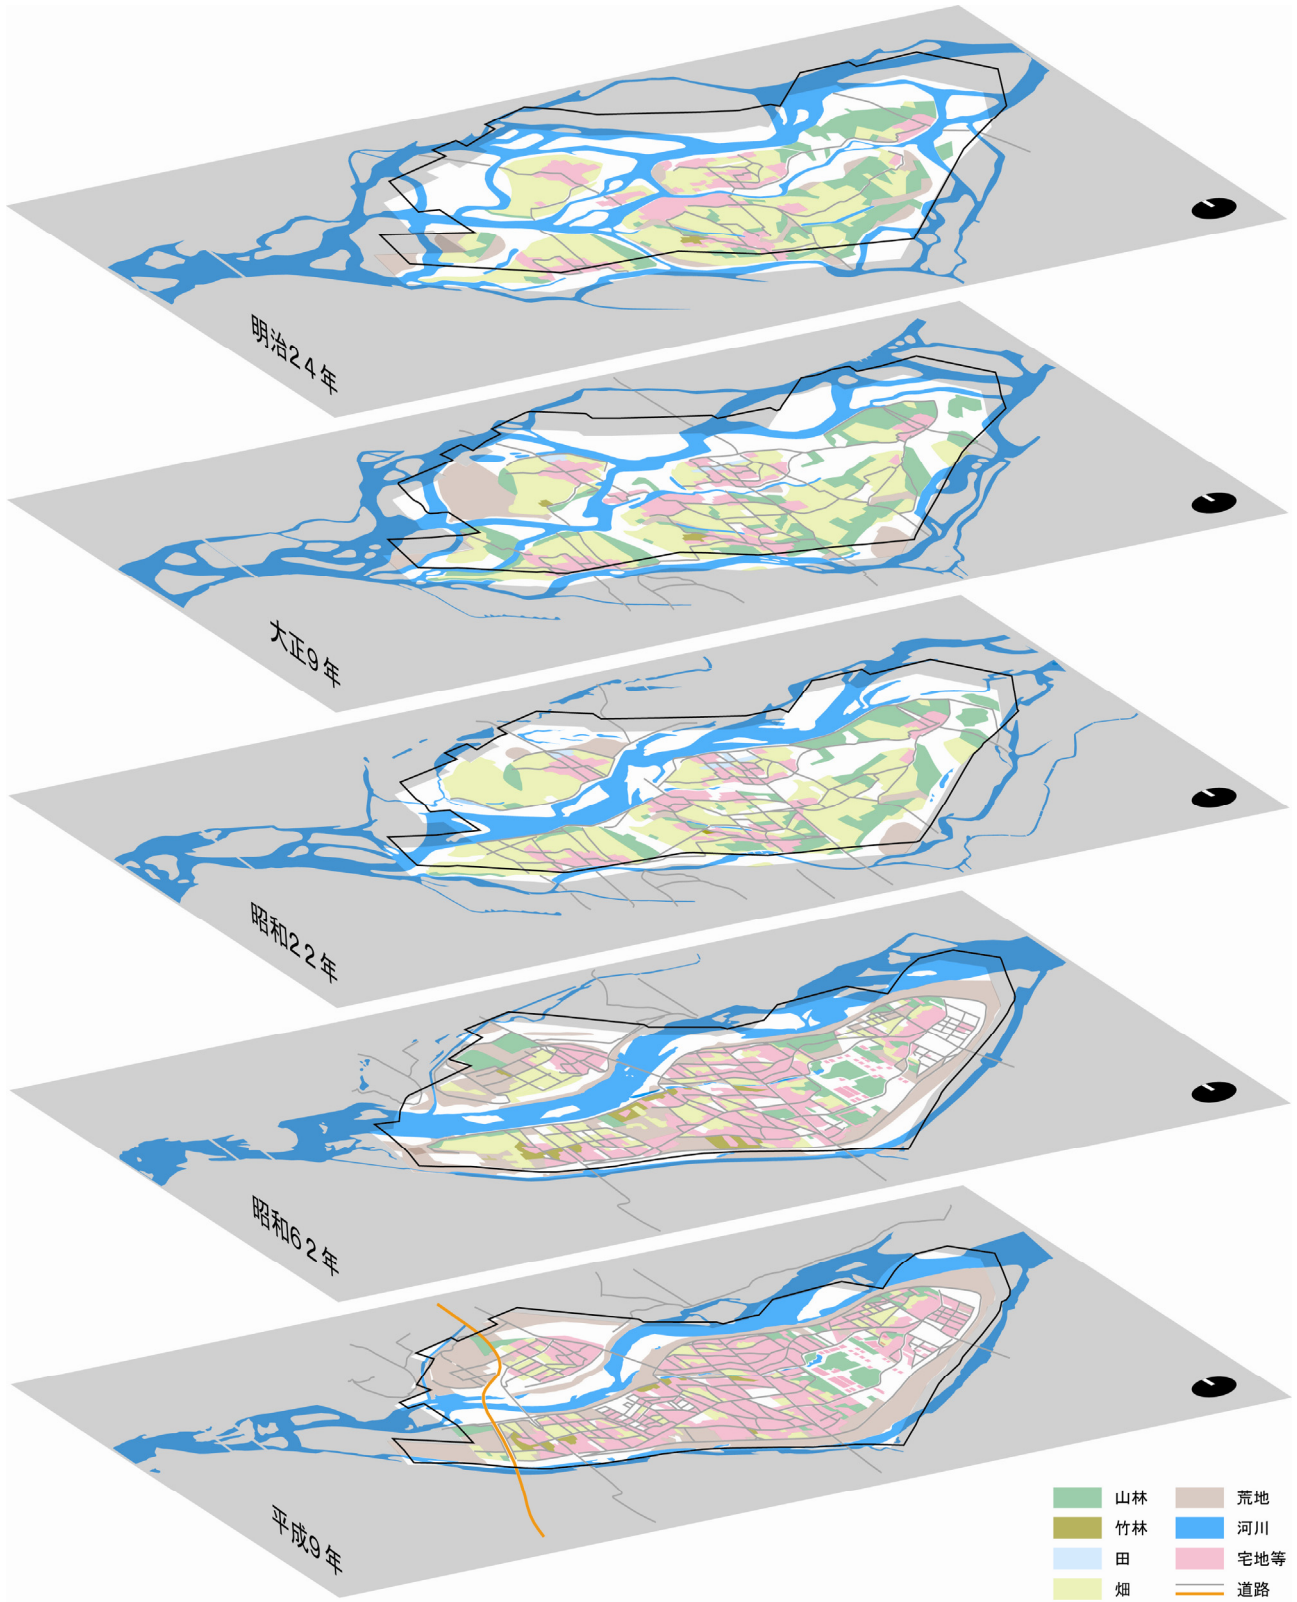 明治24年
大正9年
昭和22年
昭和62年
平成9年
山林
竹林
田
畑
荒地
河川
宅地等
道路